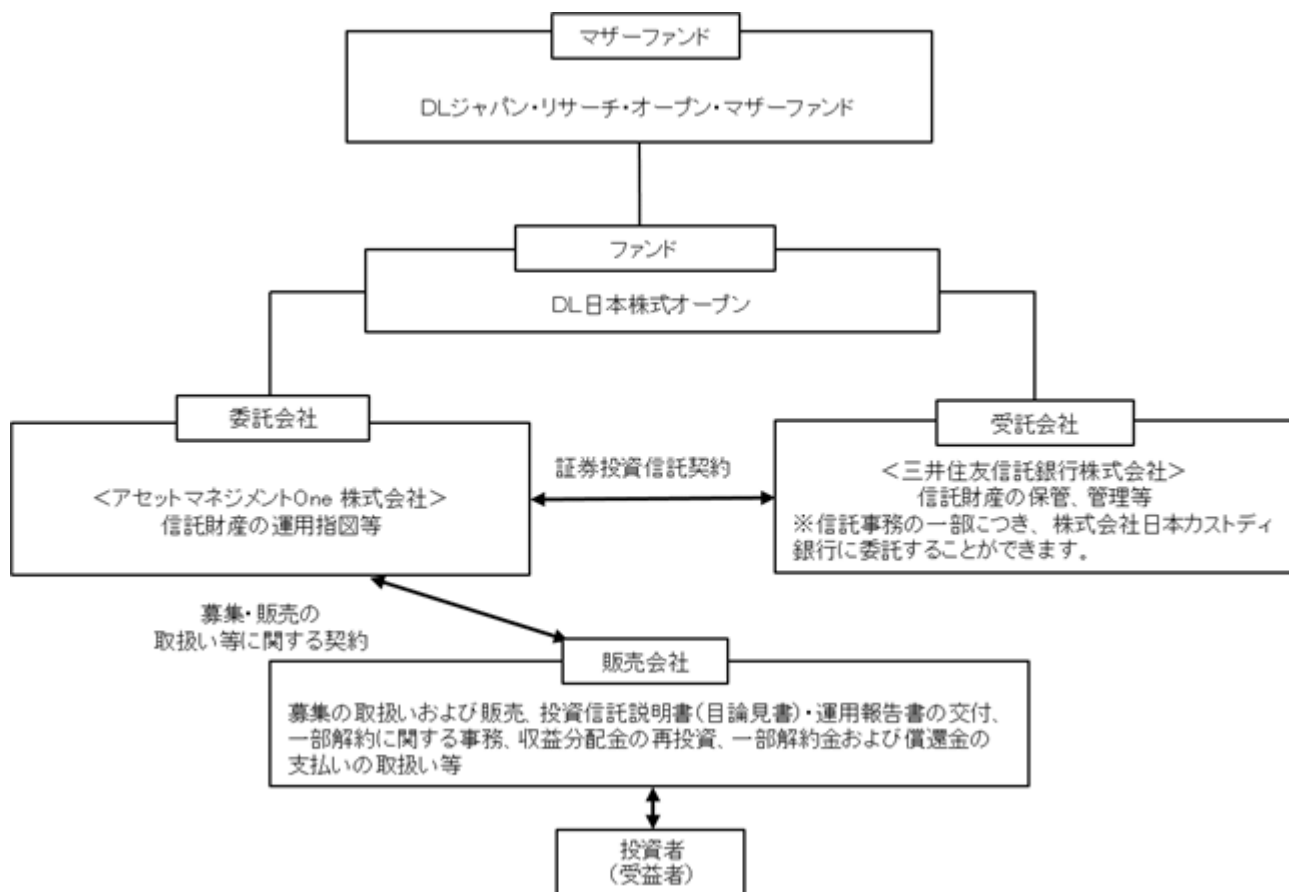 マザーファンド
DLジャパン・リサーチ・オープン・マザーファンド
ファンド
DL日本株式オープン
委託会社
＜アセットマネジメントOne 株式会社＞
信託財産の運用指図等
証券投資信託契約
受託会社
＜三井住友信託銀行株式会社＞
信託財産の保管、管理等
※信託事務の一部につき、株式会社日本カストディ
銀行に委託することができます。
募集・販売の
取扱い等に関する契約
販売会社
募集の取扱いおよび販売、投資信託説明書(目論見書)・運用報告書の交付、
一部解約に関する事務、収益分配金の再投資、一部解約金および償還金の
支払いの取扱い等
投資者
（受益者）